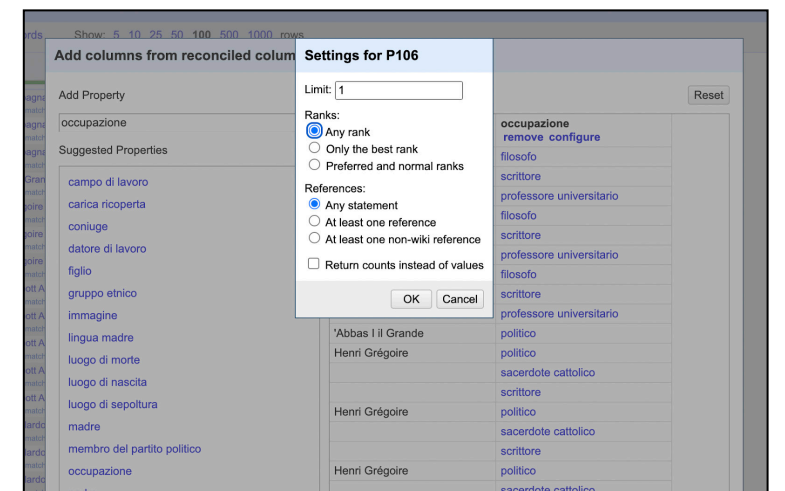 Show: 5 10 25 50 100 500 1000 rows
Add columns from reconciled colum
Settings for P106
Add Property
Limit: 1
Reset
occupazione
Ranks:
Any rank
Only the best rank
Preferred and normal ranks
References:
Any statement
At least one reference
At least one non-wiki reference
Return counts instead of values
OK Cancel
Suggested Properties
campo di lavoro
carica ricoperta
coniuge
datore di lavoro
figlio
gruppo etnico
immagine
lingua madre
luogo di morte
luogo di nascita
luogo di sepoltura
madre
membro del partito politico
occupazione
occupazione
remove configure
filosofo
scrittore
professore universitario
filosofo
scrittore
professore universitario
filosofo
scrittore
professore universitario
'Abbas I il Grande politico
Henri Grégoire politico
sacerdote cattolico
scrittore
Henri Grégoire politico
sacerdote cattolico
scrittore
Henri Grégoire politico
sacerdote cattolico